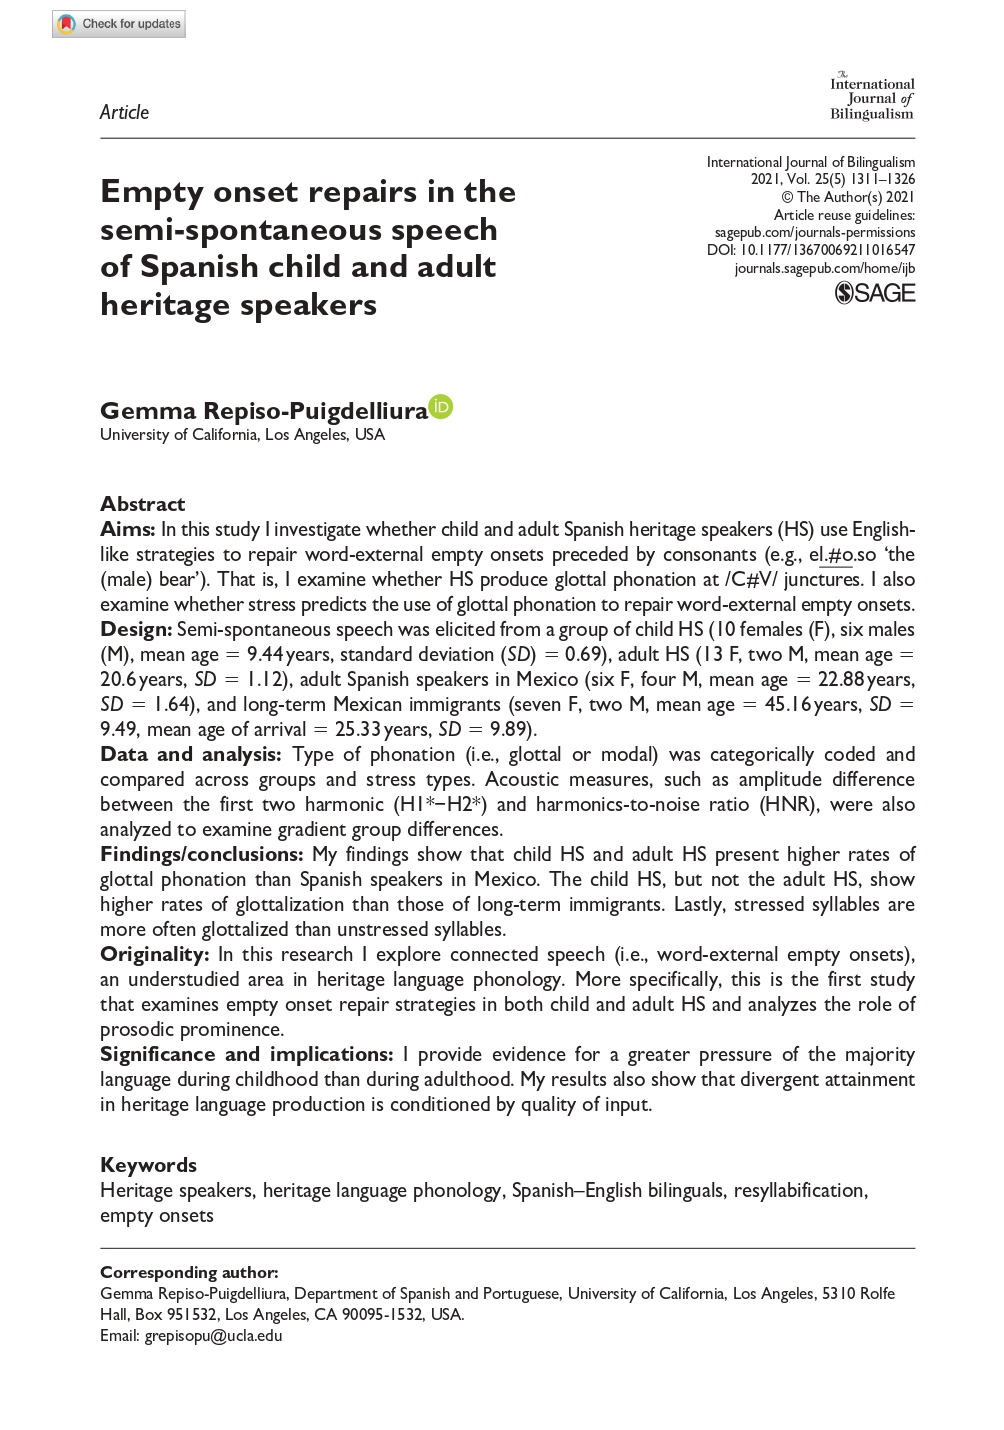 Check for updates
Article
The
International
Journal of
Bilingualism
International Journal of Bilingualism
2021, Vol. 25(5) 1311–1326
© The Author(s) 2021
Article reuse guidelines:
sagepub.com/journals-permissions
DOI: 10.1177/13670069211016547
journals.sagepub.com/home/ijb
SAGE
Empty onset repairs in the
semi-spontaneous speech
of Spanish child and adult
heritage speakers
Gemma Repiso-Puigdelliura iD
University of California, Los Angeles, USA
Abstract
Aims: In this study I investigate whether child and adult Spanish heritage speakers (HS) use English-
like strategies to repair word-external empty onsets preceded by consonants (e.g., el.#o.so ‘the
(male) bear’). That is, I examine whether HS produce glottal phonation at /C#V/ junctures. I also
examine whether stress predicts the use of glottal phonation to repair word-external empty onsets.
Design: Semi-spontaneous speech was elicited from a group of child HS (10 females (F), six males
(M), mean age = 9.44 years, standard deviation (SD) = 0.69), adult HS (13 F, two M, mean age =
20.6 years, SD = 1.12), adult Spanish speakers in Mexico (six F, four M, mean age = 22.88 years,
SD = 1.64), and long-term Mexican immigrants (seven F, two M, mean age = 45.16 years, SD =
9.49, mean age of arrival = 25.33 years, SD = 9.89).
Data and analysis: Type of phonation (i.e., glottal or modal) was categorically coded and
compared across groups and stress types. Acoustic measures, such as amplitude difference
between the first two harmonic (H1*−H2*) and harmonics-to-noise ratio (HNR), were also
analyzed to examine gradient group differences.
Findings/conclusions: My findings show that child HS and adult HS present higher rates of
glottal phonation than Spanish speakers in Mexico. The child HS, but not the adult HS, show
higher rates of glottalization than those of long-term immigrants. Lastly, stressed syllables are
more often glottalized than unstressed syllables.
Originality: In this research I explore connected speech (i.e., word-external empty onsets),
an understudied area in heritage language phonology. More specifically, this is the first study
that examines empty onset repair strategies in both child and adult HS and analyzes the role of
prosodic prominence.
Significance and implications: I provide evidence for a greater pressure of the majority
language during childhood than during adulthood. My results also show that divergent attainment
in heritage language production is conditioned by quality of input.
Keywords
Heritage speakers, heritage language phonology, Spanish–English bilinguals, resyllabification,
empty onsets
Corresponding author:
Gemma Repiso-Puigdelliura, Department of Spanish and Portuguese, University of California, Los Angeles, 5310 Rolfe
Hall, Box 951532, Los Angeles, CA 90095-1532, USA.
Email: grepisopu@ucla.edu